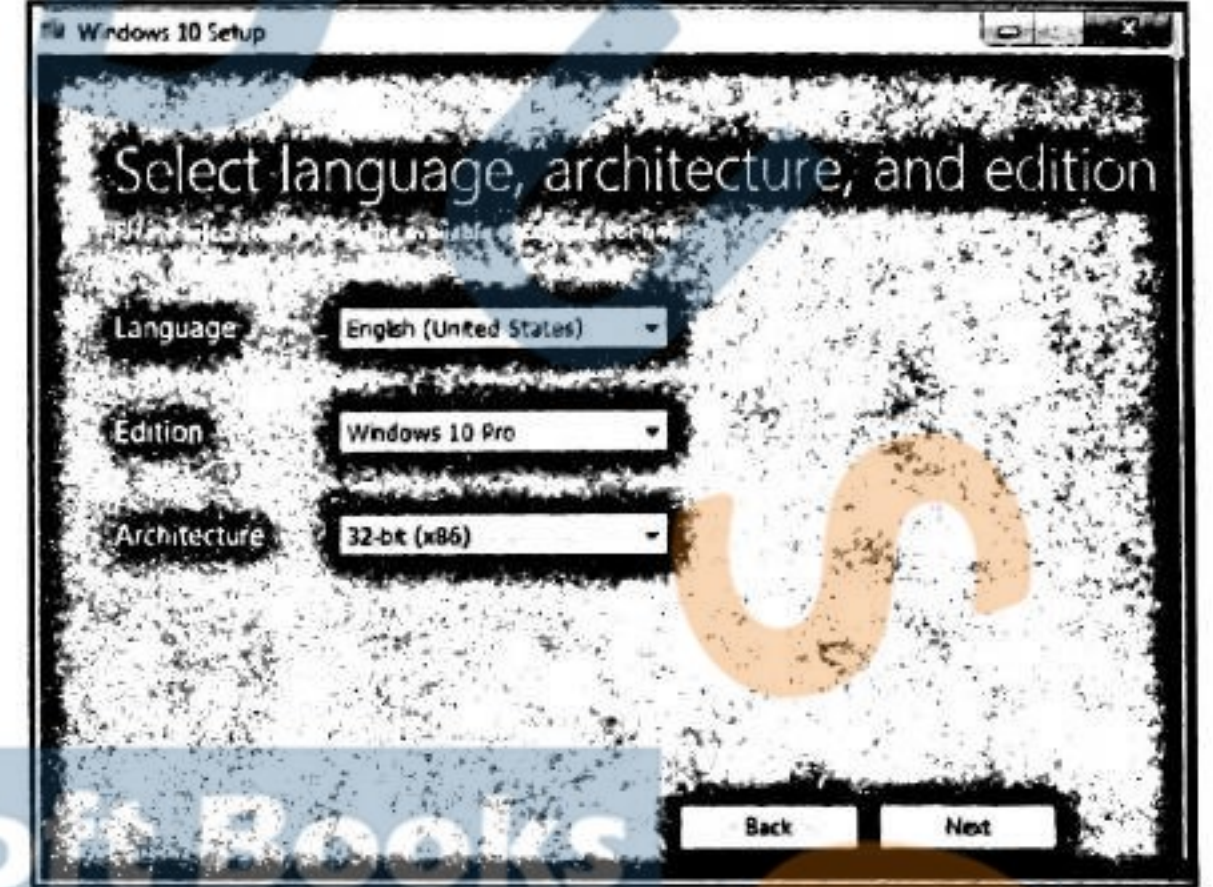 Windows 10 Setup
Select language, architecture, and edition
Language
English (United States)
Edition
Windows 10 Pro
Architecture
32-bit (x86)
Back
Next
Books